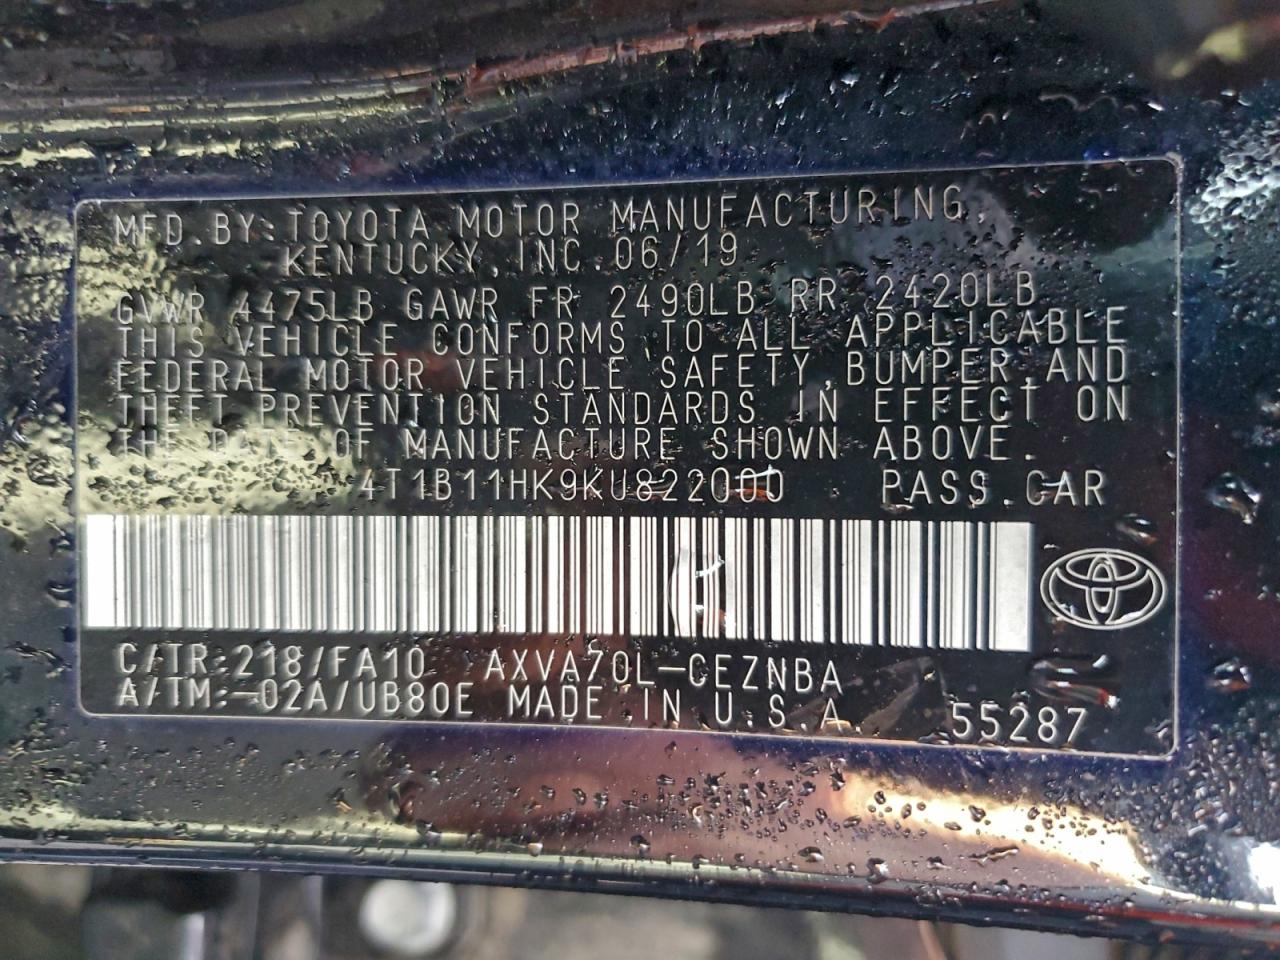 MFD. BY: TOYOTA MOTOR MANUFACTURING,
KENTUCKY, INC. 06/19
GVWR 4475LB GAWR FR 2490LB RR 2420LB
THIS VEHICLE CONFORMS TO ALL APPLICABLE
FEDERAL MOTOR VEHICLE SAFETY, BUMPER, AND
THEFT PREVENTION STANDARDS IN EFFECT ON
THE DATE OF MANUFACTURE SHOWN ABOVE.
4T1B11HK9KU822000 PASS. CAR
C/TR: 218/FA10 AXVA70L-CEZNBA
A/TM: -02A/UB80E MADE IN U.S.A. 55287